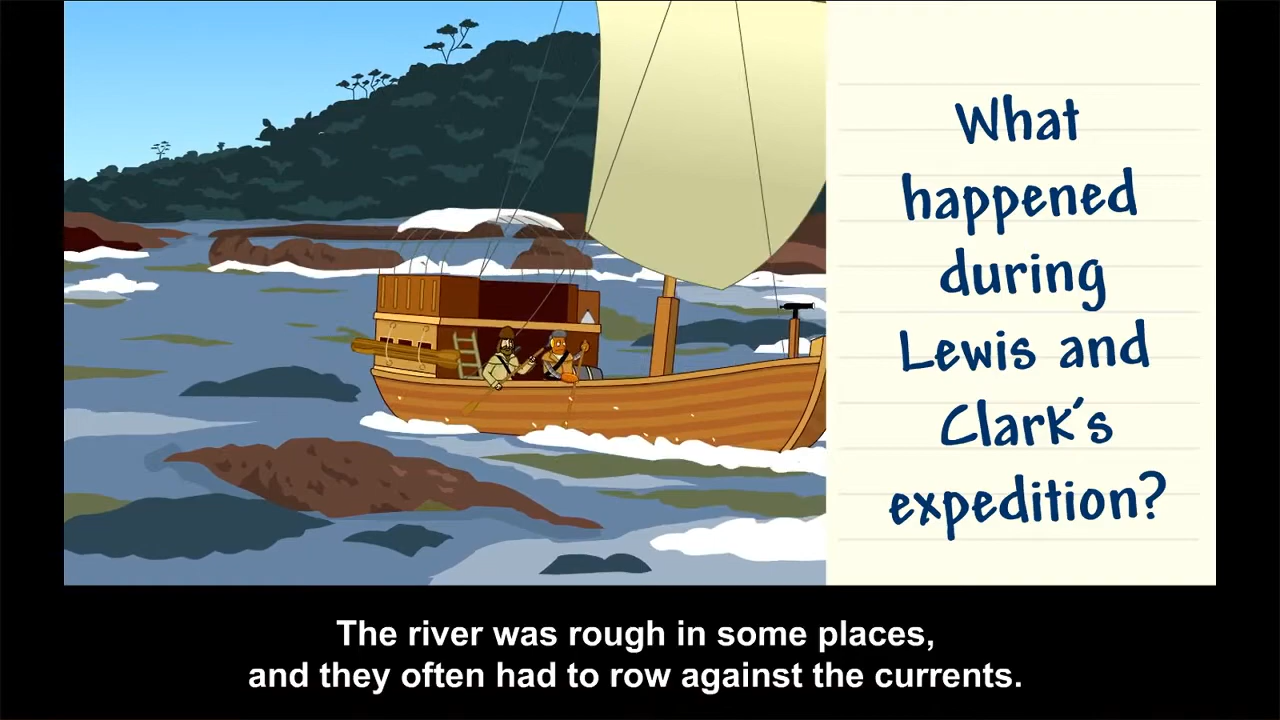 What
happened
during
Lewis and
Clark's
expedition?
The river was rough in some places,
and they often had to row against the currents.